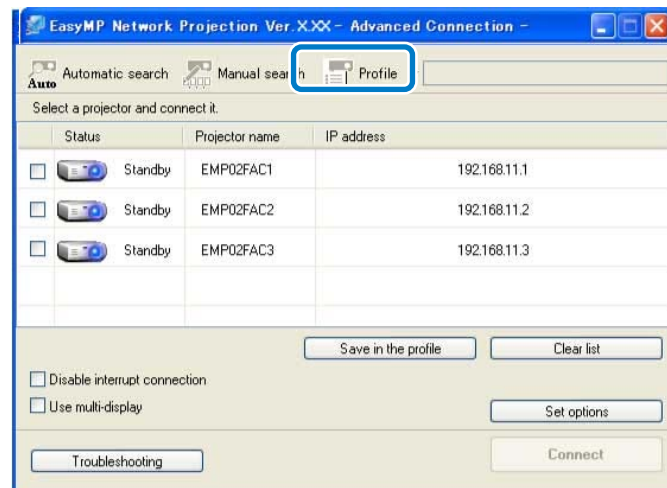 EasyMP Network Projection Ver.X.XX - Advanced Connection -
Auto Automatic search Manual search Profile
Select a projector and connect it.
Status Projector name IP address
Standby EMP02FAC1 192.168.11.1
Standby EMP02FAC2 192.168.11.2
Standby EMP02FAC3 192.168.11.3
Save in the profile Clear list
Disable interrupt connection
Use multi-display
Set options
Troubleshooting Connect